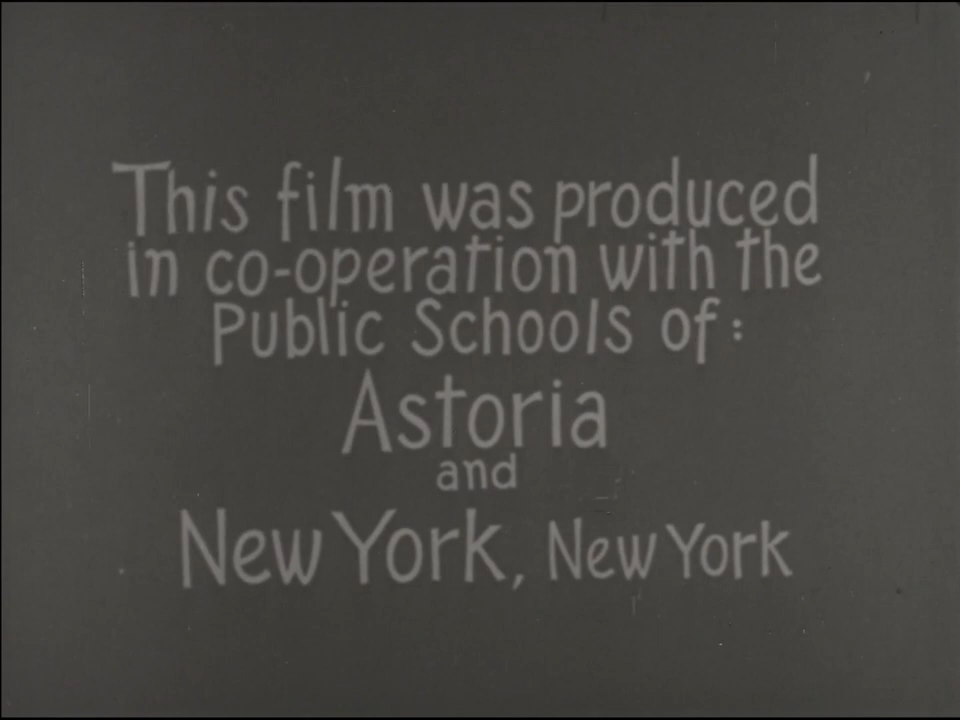 This film was produced
in co-operation with the
Public Schools of:
Astoria
and
New York, New York